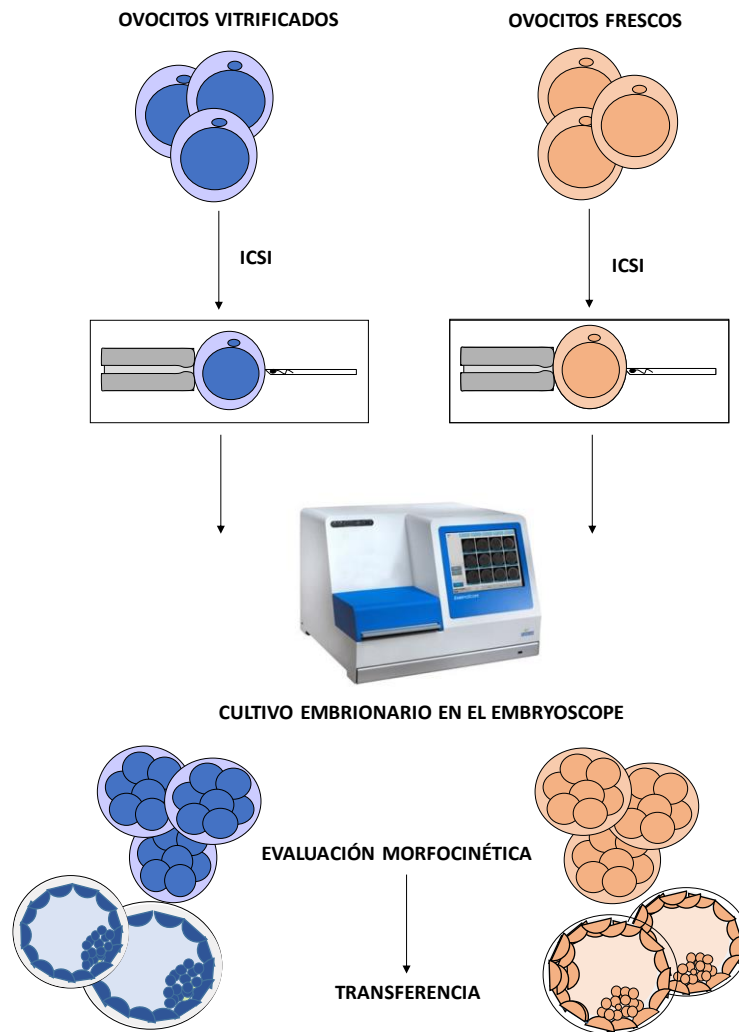 OVOCITOS VITRIFICADOS
OVOCITOS FRESCOS
ICSI
ICSI
CULTIVO EMBRIONARIO EN EL EMBRYOSCOPE
EVALUACIÓN MORFOCINÉTICA
TRANSFERENCIA